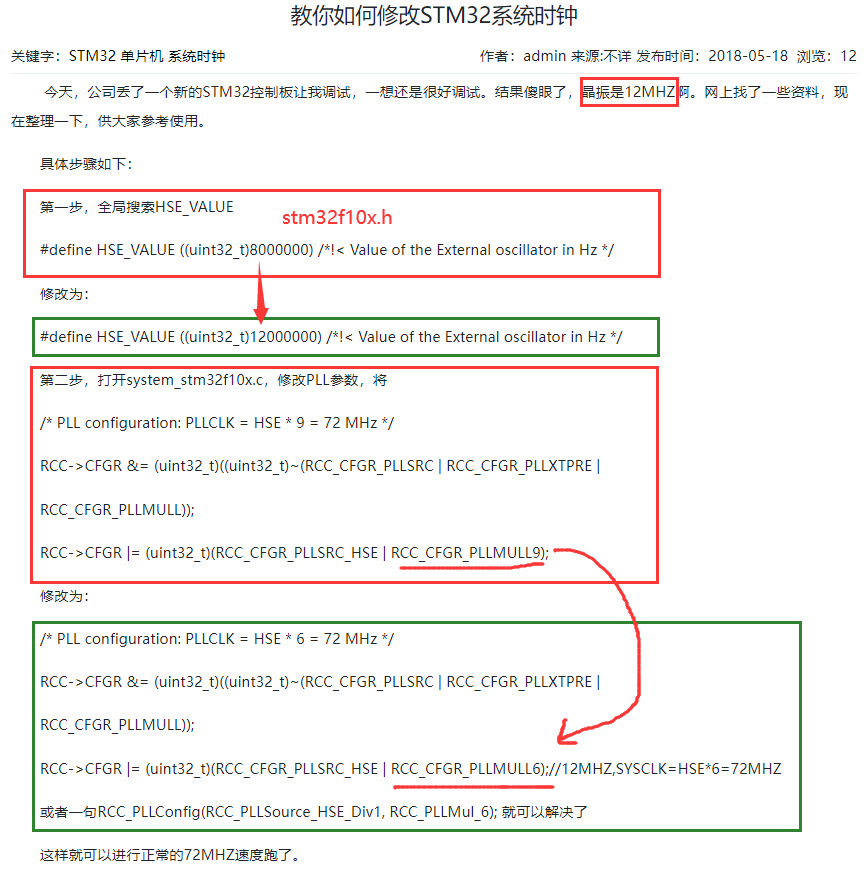 教你如何修改STM32系统时钟
关键字：STM32 单片机 系统时钟 作者：admin 来源:不详 发布时间：2018-05-18 浏览：12
今天，公司丢了一个新的STM32控制板让我调试，一想还是很好调试。结果傻眼了，晶振是12MHZ啊。网上找了一些资料，现
在整理一下，供大家参考使用。
具体步骤如下：
第一步，全局搜索HSE_VALUE
stm32f10x.h
#define HSE_VALUE ((uint32_t)8000000) /*!< Value of the External oscillator in Hz */
修改为：
#define HSE_VALUE ((uint32_t)12000000) /*!< Value of the External oscillator in Hz */
第二步，打开system_stm32f10x.c，修改PLL参数，将
/* PLL configuration: PLLCLK = HSE * 9 = 72 MHz */
RCC->CFGR &= (uint32_t)((uint32_t)~(RCC_CFGR_PLLSRC | RCC_CFGR_PLLXTPRE |
RCC_CFGR_PLLMULL));
RCC->CFGR |= (uint32_t)(RCC_CFGR_PLLSRC_HSE | RCC_CFGR_PLLMULL9);
修改为：
/* PLL configuration: PLLCLK = HSE * 6 = 72 MHz */
RCC->CFGR &= (uint32_t)((uint32_t)~(RCC_CFGR_PLLSRC | RCC_CFGR_PLLXTPRE |
RCC_CFGR_PLLMULL));
RCC->CFGR |= (uint32_t)(RCC_CFGR_PLLSRC_HSE | RCC_CFGR_PLLMULL6);//12MHZ,SYSCLK=HSE*6=72MHZ
或者一句RCC_PLLConfig(RCC_PLLSource_HSE_Div1, RCC_PLLMul_6); 就可以解决了
这样就可以进行正常的72MHZ速度跑了。